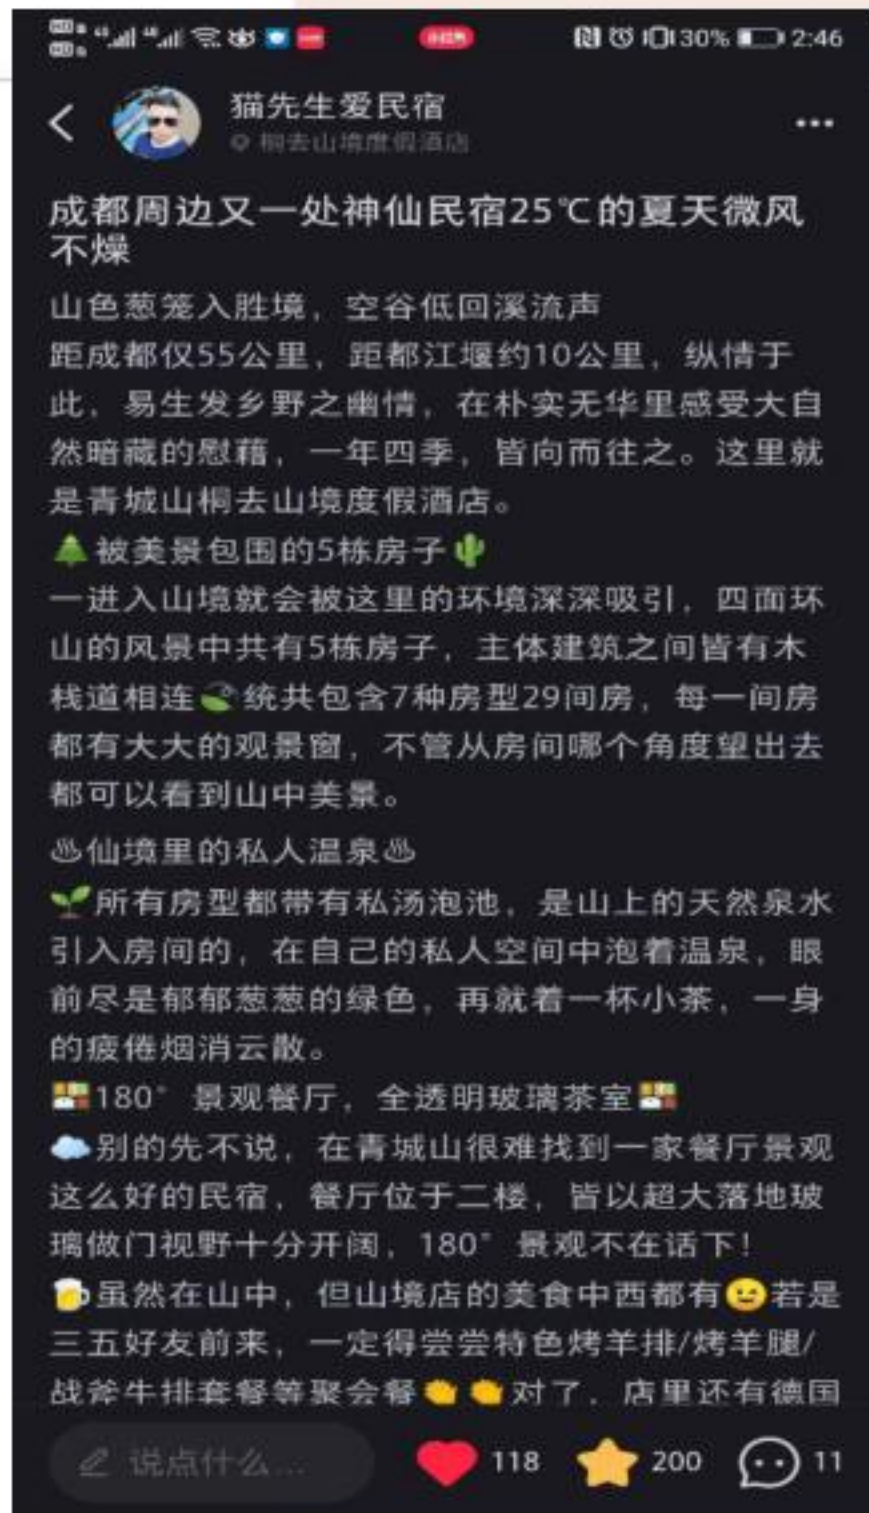 30% 2:46
猫先生爱民宿
桐去山境度假酒店
成都周边又一处神仙民宿25℃的夏天微风
不燥
山色葱笼入胜境，空谷低回溪流声
距成都仅55公里，距都江堰约10公里，纵情于
此，易生发乡野之幽情，在朴实无华里感受大自
然暗藏的慰藉，一年四季，皆向而往之。这里就
是青城山桐去山境度假酒店。
🌲被美景包围的5栋房子🌵
一进入山境就会被这里的环境深深吸引，四面环
山的风景中共有5栋房子，主体建筑之间皆有木
栈道相连🍃统共包含7种房型29间房，每一间房
都有大大的观景窗，不管从房间哪个角度望出去
都可以看到山中美景。
♨仙境里的私人温泉♨
🌱所有房型都带有私汤泡池，是山上的天然泉水
引入房间的，在自己的私人空间中泡着温泉，眼
前尽是郁郁葱葱的绿色，再就着一杯小茶，一身
的疲倦烟消云散。
🍱180°景观餐厅，全透明玻璃茶室🍱
☁️别的先不说，在青城山很难找到一家餐厅景观
这么好的民宿，餐厅位于二楼，皆以超大落地玻
璃做门视野十分开阔，180°景观不在话下！
🍺虽然在山中，但山境店的美食中西都有😉若是
三五好友前来，一定得尝尝特色烤羊排/烤羊腿/
战斧牛排套餐等聚会餐👏👏对了，店里还有德国
说点什么... 118 200 11